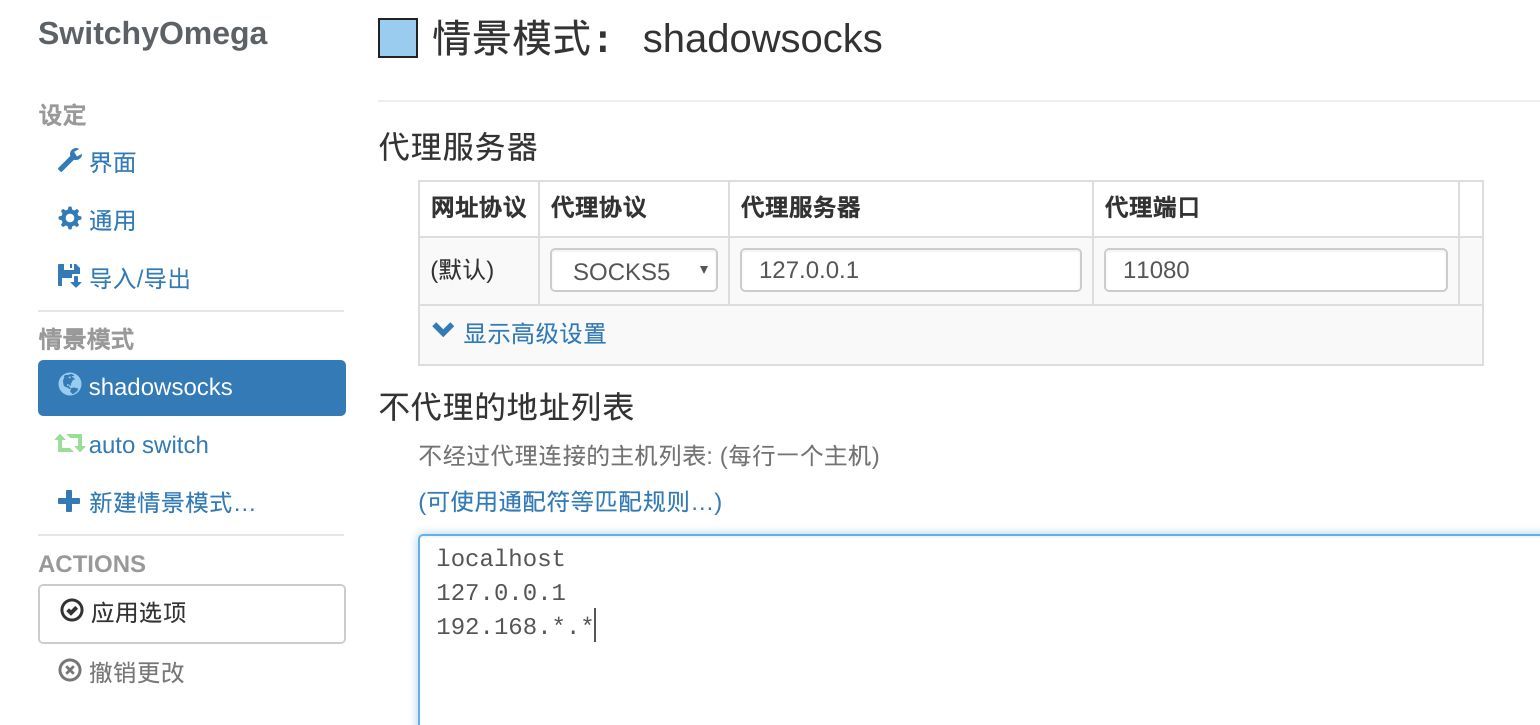 SwitchyOmega
设定
界面
通用
导入/导出
情景模式
shadowsocks
auto switch
新建情景模式…
ACTIONS
应用选项
撤销更改
情景模式： shadowsocks
代理服务器
网址协议 代理协议 代理服务器 代理端口
(默认) SOCKS5 127.0.0.1 11080
显示高级设置
不代理的地址列表
不经过代理连接的主机列表: (每行一个主机)
(可使用通配符等匹配规则…)
localhost
127.0.0.1
192.168.*.*